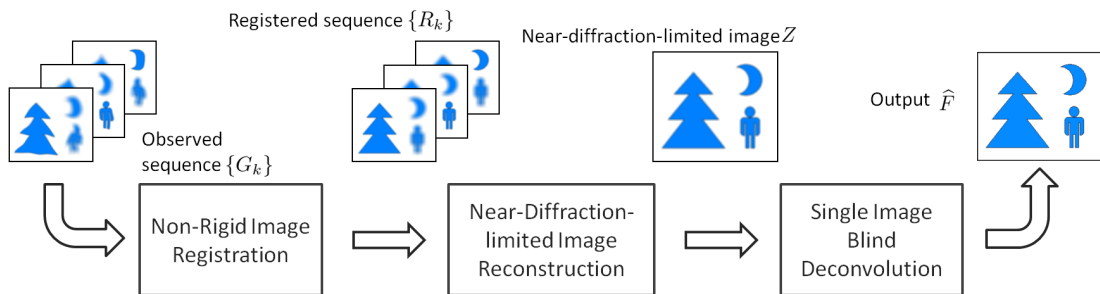 Registered sequence {R_k}
Near-diffraction-limited image Z
Output F̂
Observed
sequence {G_k}
Non-Rigid Image
Registration
Near-Diffraction-
limited Image
Reconstruction
Single Image
Blind
Deconvolution